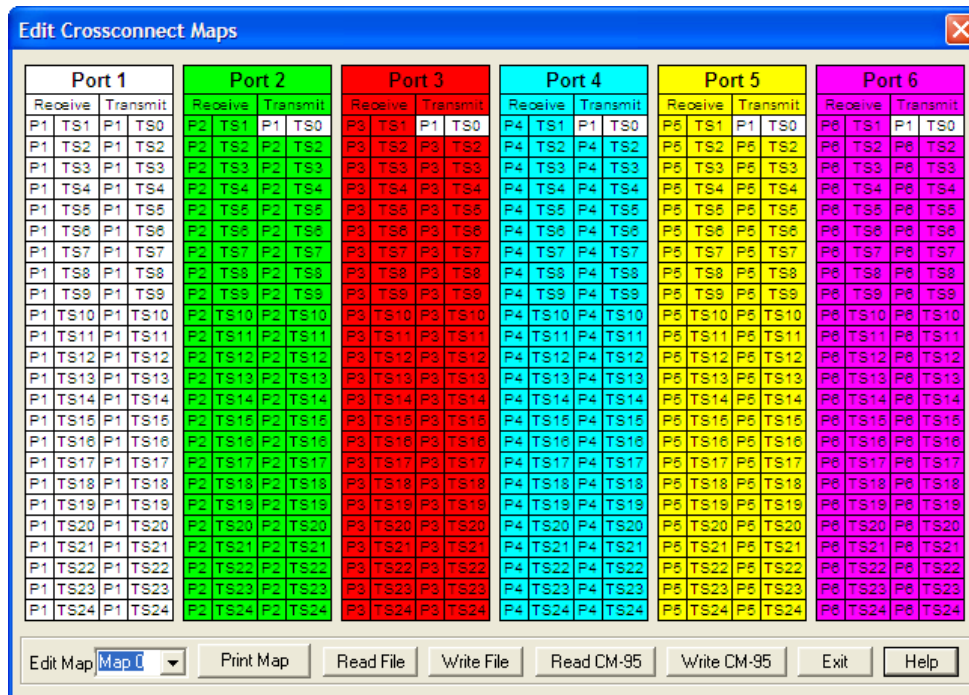 Edit Crossconnect Maps
Port 1 Port 2 Port 3 Port 4 Port 5 Port 6
Receive Transmit Receive Transmit Receive Transmit Receive Transmit Receive Transmit Receive Transmit
P1 TS1 P1 TS0 P2 TS1 P1 TS0 P3 TS1 P1 TS0 P4 TS1 P1 TS0 P5 TS1 P1 TS0 P6 TS1 P1 TS0
P1 TS2 P1 TS2 P2 TS2 P2 TS2 P3 TS2 P3 TS2 P4 TS2 P4 TS2 P5 TS2 P5 TS2 P6 TS2 P6 TS2
P1 TS3 P1 TS3 P2 TS3 P2 TS3 P3 TS3 P3 TS3 P4 TS3 P4 TS3 P5 TS3 P5 TS3 P6 TS3 P6 TS3
P1 TS4 P1 TS4 P2 TS4 P2 TS4 P3 TS4 P3 TS4 P4 TS4 P4 TS4 P5 TS4 P5 TS4 P6 TS4 P6 TS4
P1 TS5 P1 TS5 P2 TS5 P2 TS5 P3 TS5 P3 TS5 P4 TS5 P4 TS5 P5 TS5 P5 TS5 P6 TS5 P6 TS5
P1 TS6 P1 TS6 P2 TS6 P2 TS6 P3 TS6 P3 TS6 P4 TS6 P4 TS6 P5 TS6 P5 TS6 P6 TS6 P6 TS6
P1 TS7 P1 TS7 P2 TS7 P2 TS7 P3 TS7 P3 TS7 P4 TS7 P4 TS7 P5 TS7 P5 TS7 P6 TS7 P6 TS7
P1 TS8 P1 TS8 P2 TS8 P2 TS8 P3 TS8 P3 TS8 P4 TS8 P4 TS8 P5 TS8 P5 TS8 P6 TS8 P6 TS8
P1 TS9 P1 TS9 P2 TS9 P2 TS9 P3 TS9 P3 TS9 P4 TS9 P4 TS9 P5 TS9 P5 TS9 P6 TS9 P6 TS9
P1 TS10 P1 TS10 P2 TS10 P2 TS10 P3 TS10 P3 TS10 P4 TS10 P4 TS10 P5 TS10 P5 TS10 P6 TS10 P6 TS10
P1 TS11 P1 TS11 P2 TS11 P2 TS11 P3 TS11 P3 TS11 P4 TS11 P4 TS11 P5 TS11 P5 TS11 P6 TS11 P6 TS11
P1 TS12 P1 TS12 P2 TS12 P2 TS12 P3 TS12 P3 TS12 P4 TS12 P4 TS12 P5 TS12 P5 TS12 P6 TS12 P6 TS12
P1 TS13 P1 TS13 P2 TS13 P2 TS13 P3 TS13 P3 TS13 P4 TS13 P4 TS13 P5 TS13 P5 TS13 P6 TS13 P6 TS13
P1 TS14 P1 TS14 P2 TS14 P2 TS14 P3 TS14 P3 TS14 P4 TS14 P4 TS14 P5 TS14 P5 TS14 P6 TS14 P6 TS14
P1 TS15 P1 TS15 P2 TS15 P2 TS15 P3 TS15 P3 TS15 P4 TS15 P4 TS15 P5 TS15 P5 TS15 P6 TS15 P6 TS15
P1 TS16 P1 TS16 P2 TS16 P2 TS16 P3 TS16 P3 TS16 P4 TS16 P4 TS16 P5 TS16 P5 TS16 P6 TS16 P6 TS16
P1 TS17 P1 TS17 P2 TS17 P2 TS17 P3 TS17 P3 TS17 P4 TS17 P4 TS17 P5 TS17 P5 TS17 P6 TS17 P6 TS17
P1 TS18 P1 TS18 P2 TS18 P2 TS18 P3 TS18 P3 TS18 P4 TS18 P4 TS18 P5 TS18 P5 TS18 P6 TS18 P6 TS18
P1 TS19 P1 TS19 P2 TS19 P2 TS19 P3 TS19 P3 TS19 P4 TS19 P4 TS19 P5 TS19 P5 TS19 P6 TS19 P6 TS19
P1 TS20 P1 TS20 P2 TS20 P2 TS20 P3 TS20 P3 TS20 P4 TS20 P4 TS20 P5 TS20 P5 TS20 P6 TS20 P6 TS20
P1 TS21 P1 TS21 P2 TS21 P2 TS21 P3 TS21 P3 TS21 P4 TS21 P4 TS21 P5 TS21 P5 TS21 P6 TS21 P6 TS21
P1 TS22 P1 TS22 P2 TS22 P2 TS22 P3 TS22 P3 TS22 P4 TS22 P4 TS22 P5 TS22 P5 TS22 P6 TS22 P6 TS22
P1 TS23 P1 TS23 P2 TS23 P2 TS23 P3 TS23 P3 TS23 P4 TS23 P4 TS23 P5 TS23 P5 TS23 P6 TS23 P6 TS23
P1 TS24 P1 TS24 P2 TS24 P2 TS24 P3 TS24 P3 TS24 P4 TS24 P4 TS24 P5 TS24 P5 TS24 P6 TS24 P6 TS24
Edit Map Map 0 Print Map Read File Write File Read CM-95 Write CM-95 Exit Help